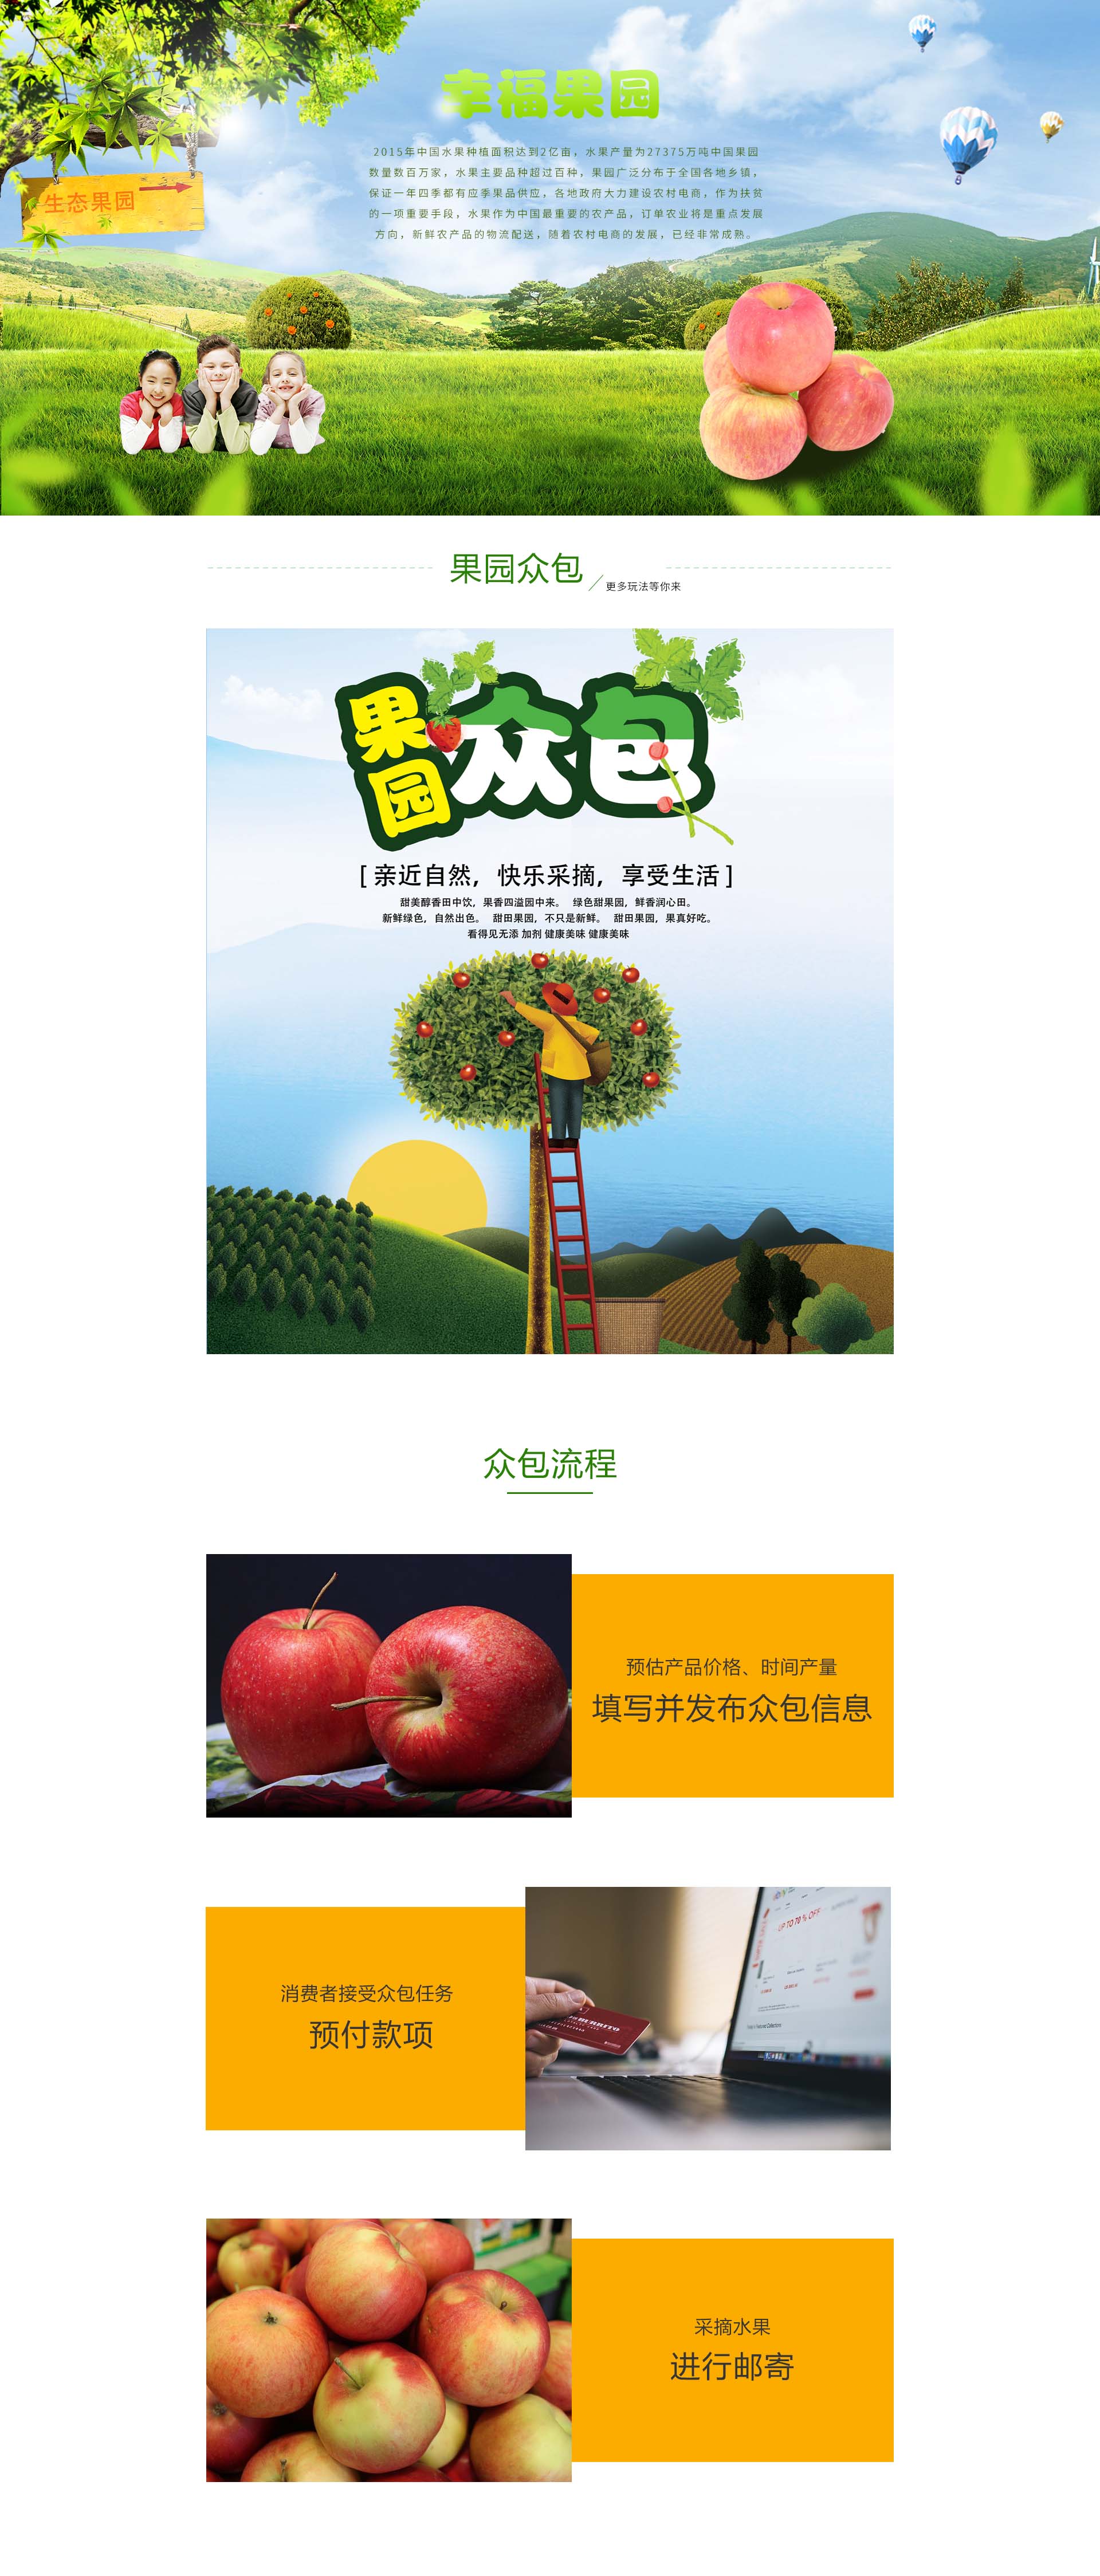 幸福果园
2015年中国水果种植面积达到2亿亩，水果产量为27375万吨中国果园
数量数百万家，水果主要品种超过百种，果园广泛分布于全国各地乡镇，
保证一年四季都有应季果品供应，各地政府大力建设农村电商，作为扶贫
的一项重要手段，水果作为中国最重要的农产品，订单农业将是重点发展
方向，新鲜农产品的物流配送，随着农村电商的发展，已经非常成熟。
生态果园
果园众包
更多玩法等你来
果园众包
[ 亲近自然，快乐采摘，享受生活 ]
甜美醇香田中饮，果香四溢园中来。 绿色甜果园，鲜香润心田。
新鲜绿色，自然出色。 甜田果园，不只是新鲜。 甜田果园，果真好吃。
看得见无添 加剂 健康美味 健康美味
众包流程
预估产品价格、时间产量
填写并发布众包信息
消费者接受众包任务
预付款项
UP TO 70 % OFF
采摘水果
进行邮寄